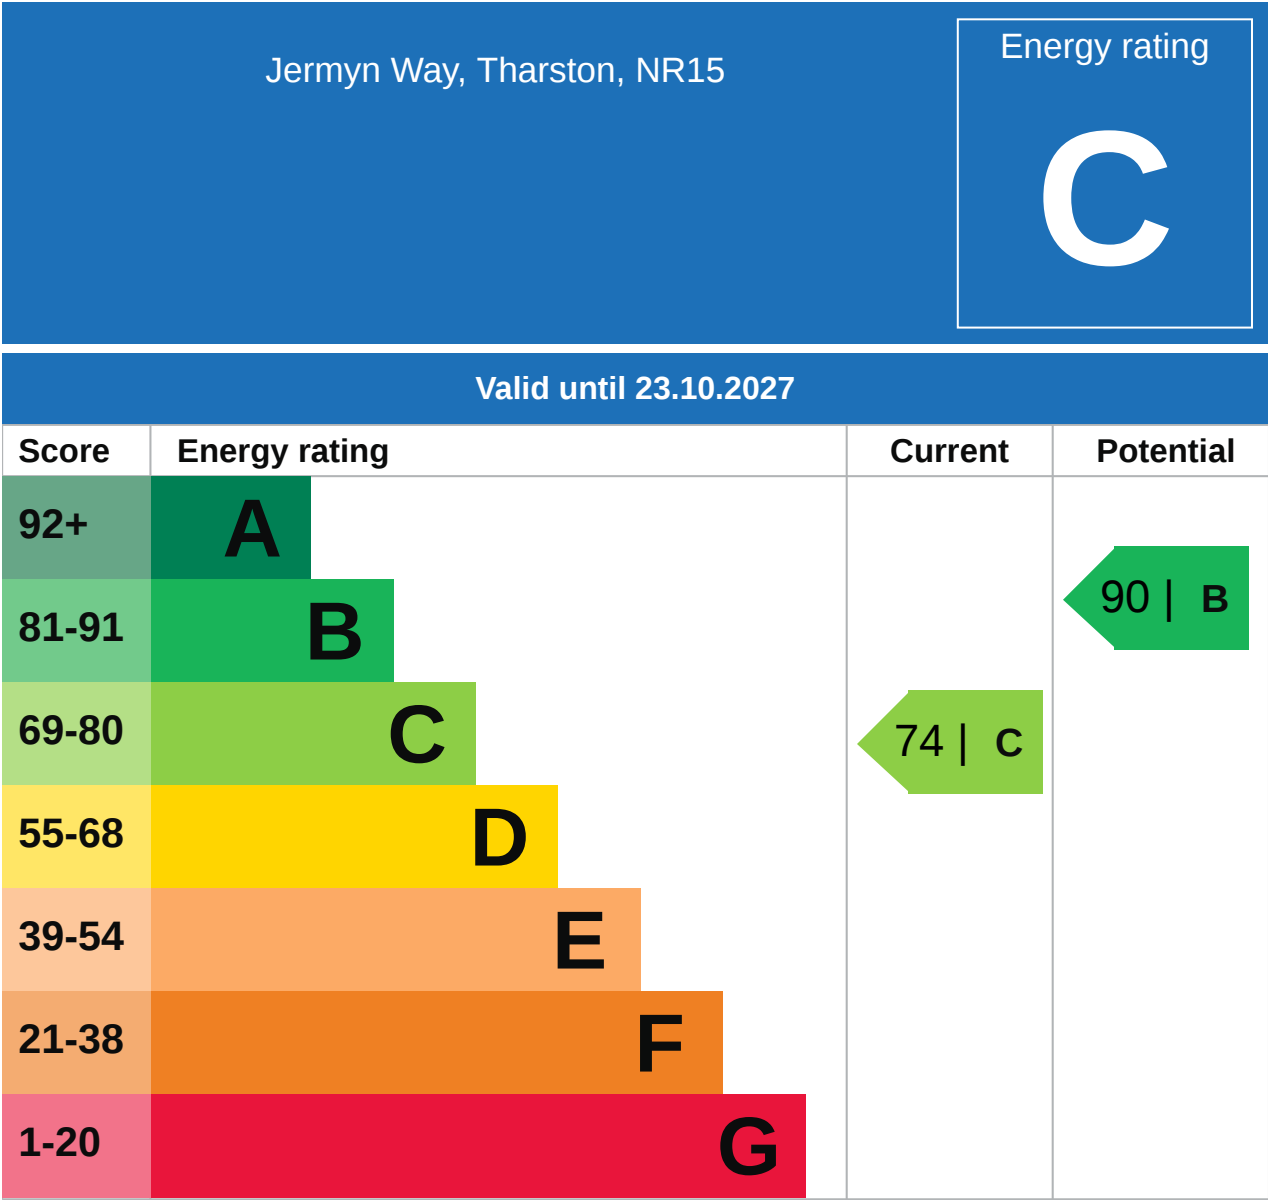 Jermyn Way, Tharston, NR15
Energy rating
C
Valid until 23.10.2027
Score Energy rating Current Potential
92+ A
81-91 B
90 | B
69-80 C
74 | C
55-68 D
39-54 E
21-38 F
1-20 G